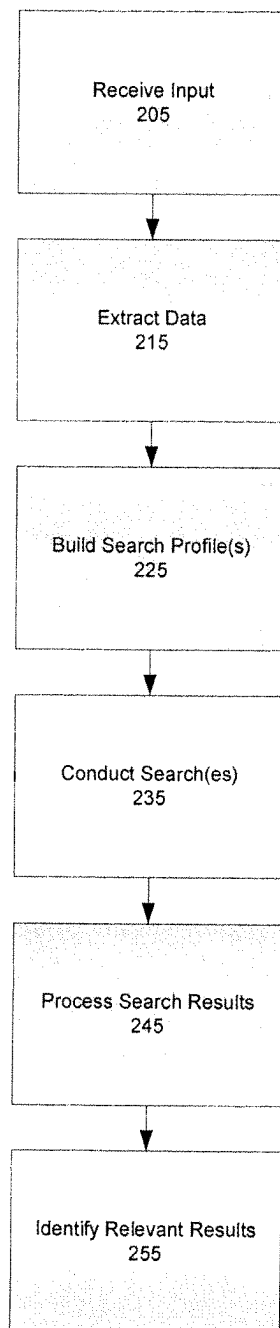 Receive Input
205
Extract Data
215
Build Search Profile(s)
225
Conduct Search(es)
235
Process Search Results
245
Identify Relevant Results
255